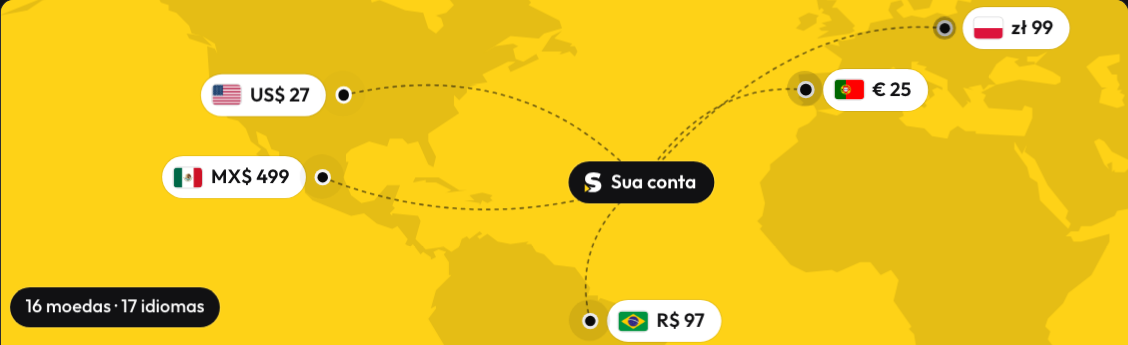 zł 99
€ 25
US$ 27
MX$ 499
S Sua conta
16 moedas · 17 idiomas
R$ 97